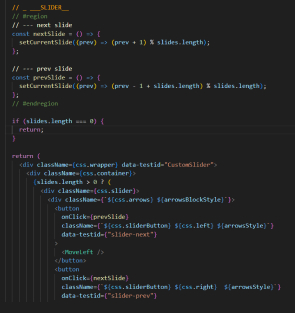 // _ ___SLIDER__
// #region
// --- next slide
const nextSlide = () => {
setCurrentSlide((prev) => (prev + 1) % slides.length);
};
// --- prev slide
const prevSlide = () => {
setCurrentSlide((prev) => (prev - 1 + slides.length) % slides.length);
};
// #endregion
if (slides.length === 0) {
return;
}
return (
<div className={css.wrapper} data-testid="CustomSlider">
<div className={css.container}>
{slides.length > 0 ? (
<div className={css.slider}>
<div className={`${css.arrows} ${arrowsBlockStyle}`}>
<button
onClick={prevSlide}
className={`${css.sliderButton} ${css.left} ${arrowsStyle}`}
data-testid={"slider-next"}
>
<MoveLeft />
</button>
<button
onClick={nextSlide}
className={`${css.sliderButton} ${css.right} ${arrowsStyle}`}
data-testid={"slider-prev"}